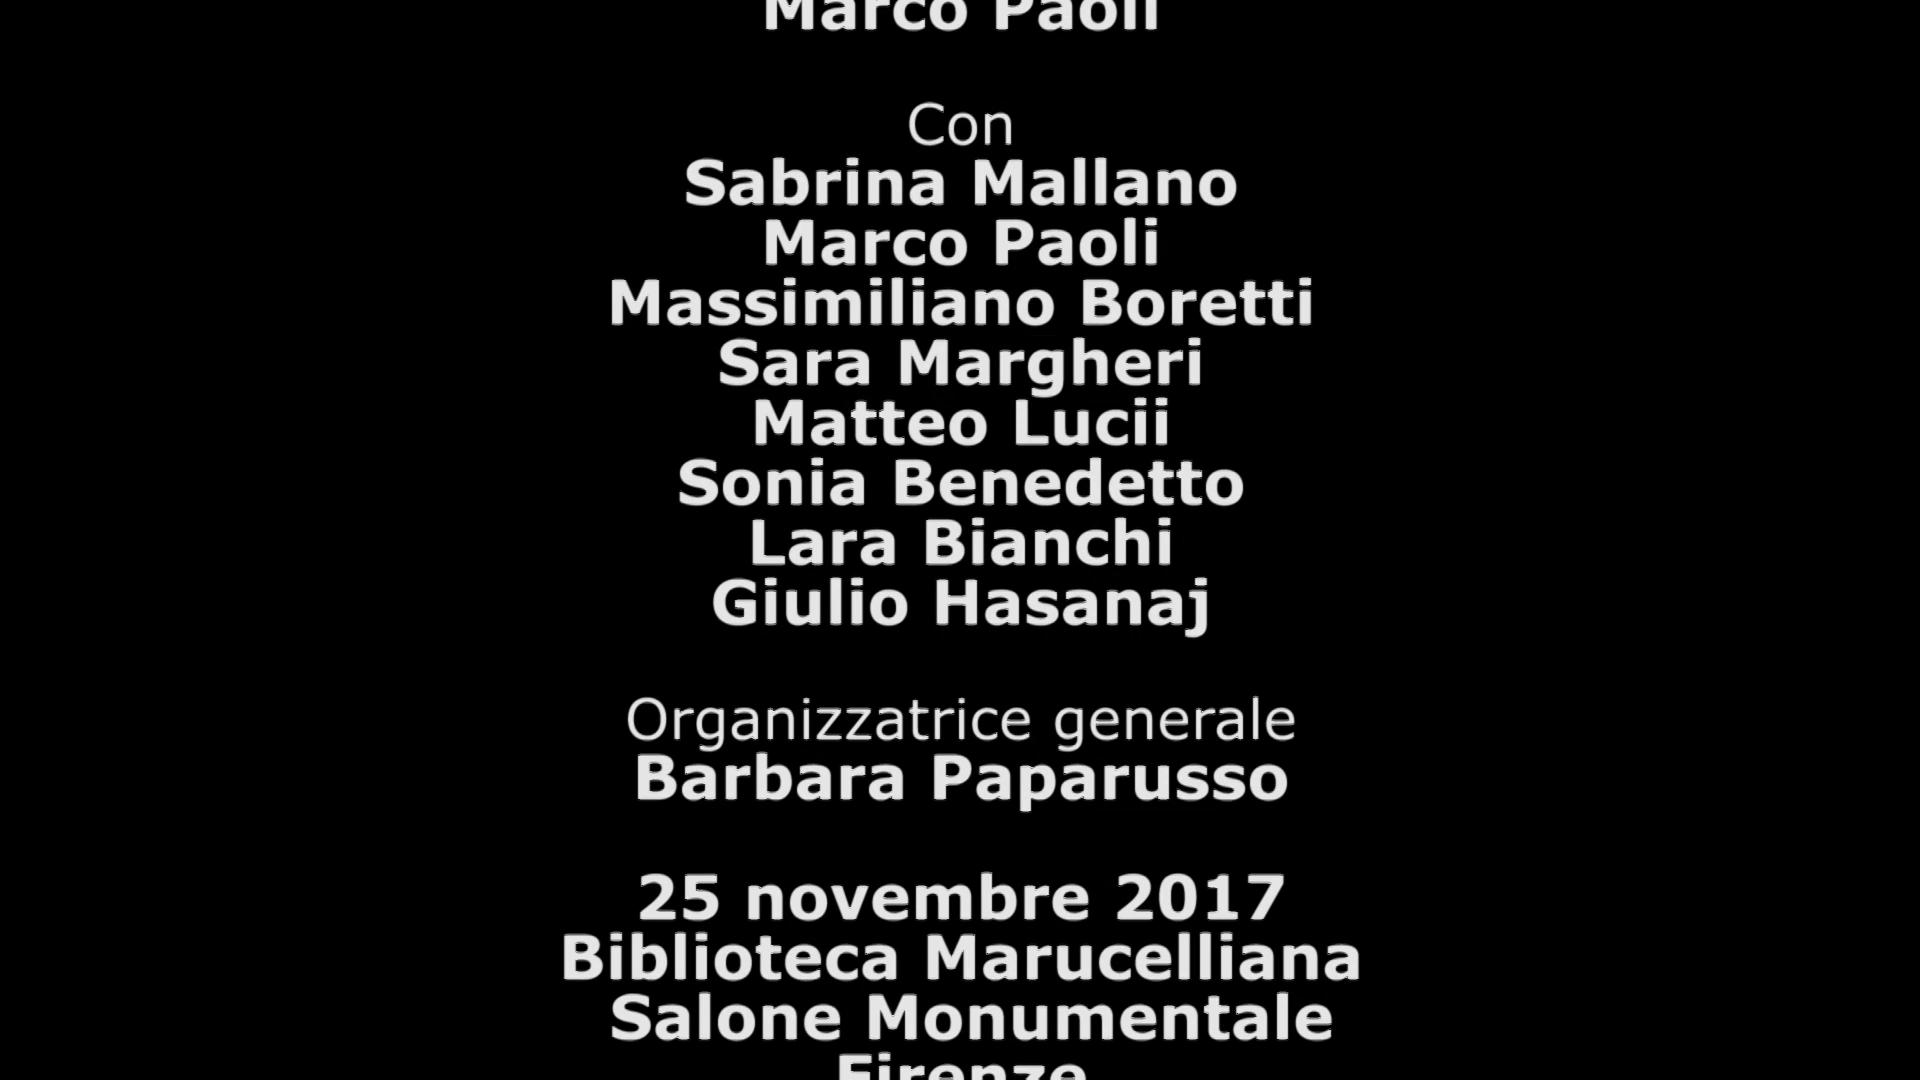 Marco Paoli
Con
Sabrina Mallano
Marco Paoli
Massimiliano Boretti
Sara Margheri
Matteo Lucii
Sonia Benedetto
Lara Bianchi
Giulio Hasanaj
Organizzatrice generale
Barbara Paparusso
25 novembre 2017
Biblioteca Marucelliana
Salone Monumentale
Firenze